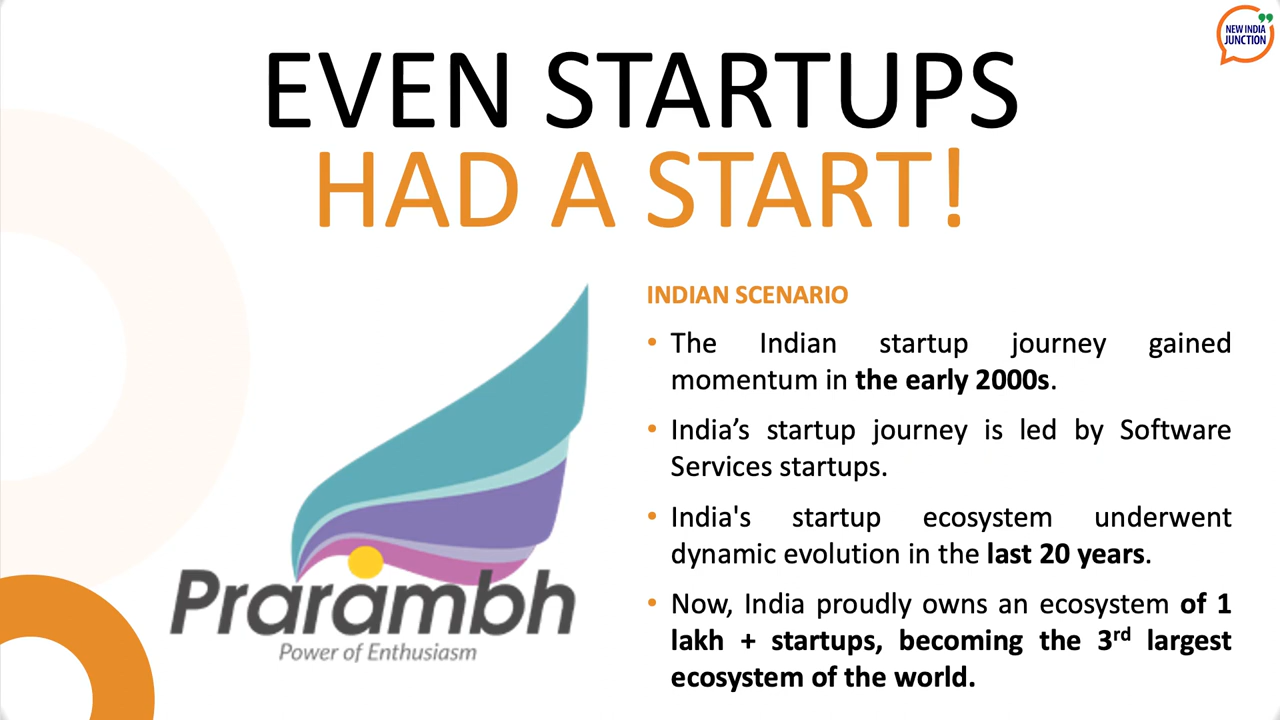 NEW INDIA
JUNCTION
EVEN STARTUPS
HAD A START!
INDIAN SCENARIO
• The Indian startup journey gained
momentum in the early 2000s.
• India’s startup journey is led by Software
Services startups.
• India's startup ecosystem underwent
dynamic evolution in the last 20 years.
• Now, India proudly owns an ecosystem of 1
lakh + startups, becoming the 3rd largest
ecosystem of the world.
Prarambh
Power of Enthusiasm